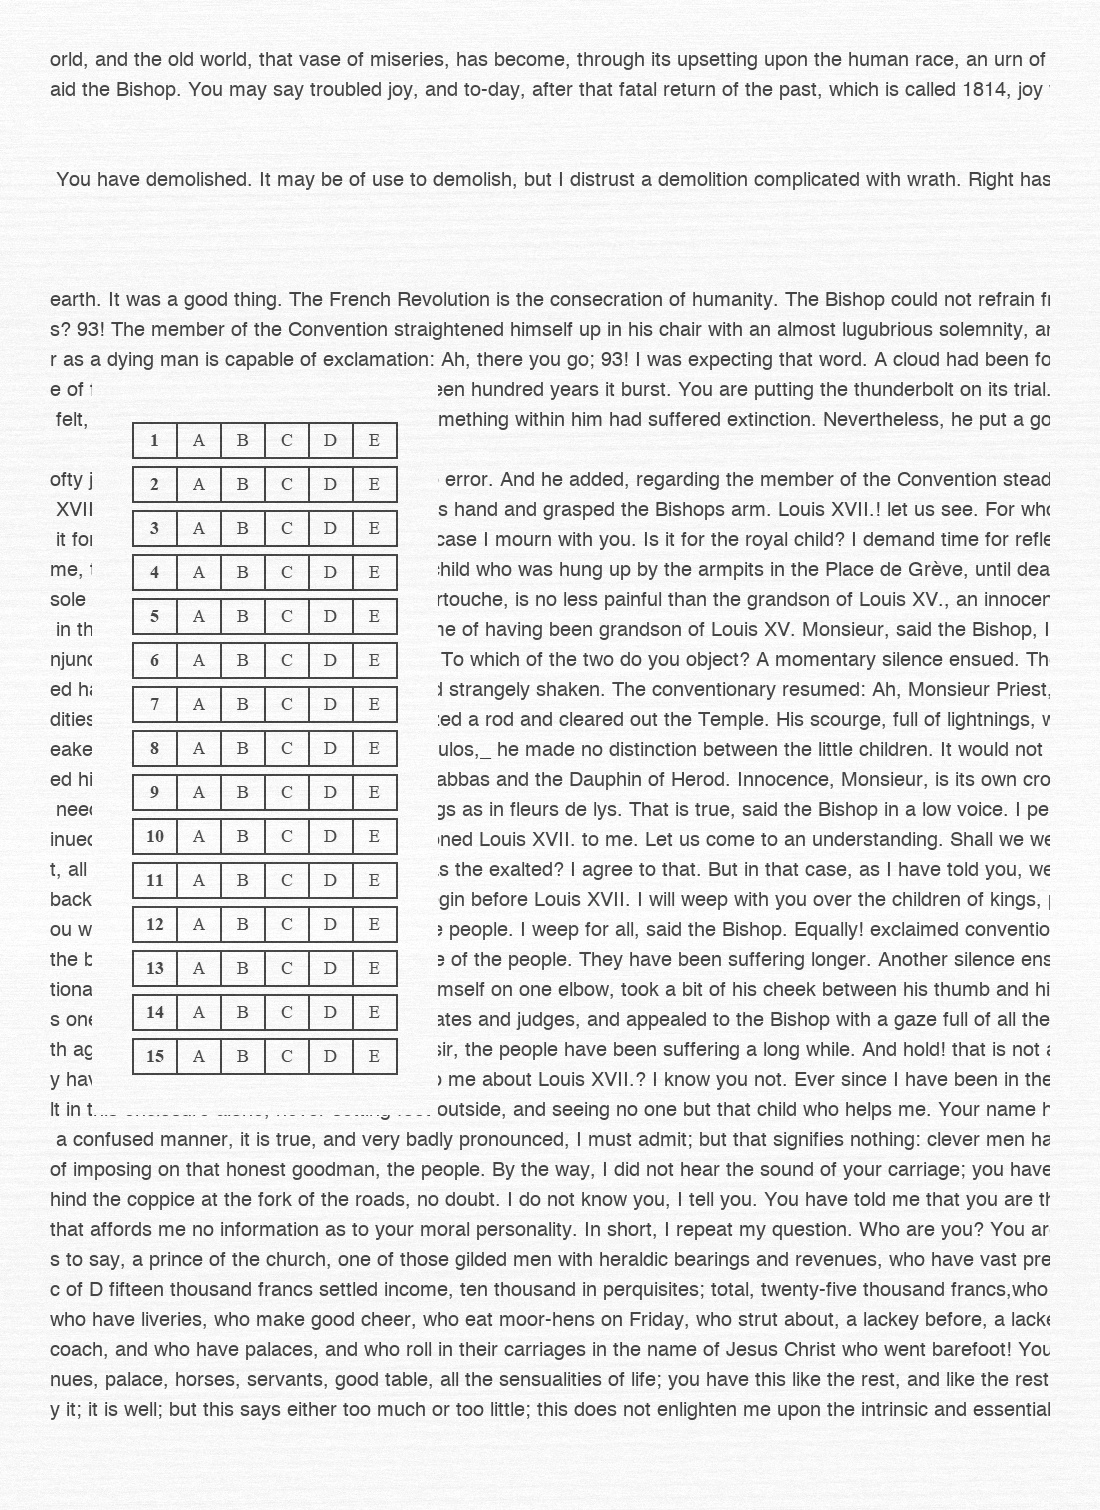 orld, and the old world, that vase of miseries, has become, through its upsetting upon the human race, an urn of
aid the Bishop. You may say troubled joy, and to-day, after that fatal return of the past, which is called 1814, joy
You have demolished. It may be of use to demolish, but I distrust a demolition complicated with wrath. Right has
earth. It was a good thing. The French Revolution is the consecration of humanity. The Bishop could not refrain fr
s? 93! The member of the Convention straightened himself up in his chair with an almost lugubrious solemnity, an
r as a dying man is capable of exclamation: Ah, there you go; 93! I was expecting that word. A cloud had been fo
e of een hundred years it burst. You are putting the thunderbolt on its trial.
felt, mething within him had suffered extinction. Nevertheless, he put a go
ofty j error. And he added, regarding the member of the Convention stead
XVII s hand and grasped the Bishops arm. Louis XVII.! let us see. For who
it for case I mourn with you. Is it for the royal child? I demand time for refle
me, hild who was hung up by the armpits in the Place de Grève, until dea
sole rtouche, is no less painful than the grandson of Louis XV., an innocen
in th ne of having been grandson of Louis XV. Monsieur, said the Bishop, I
njunc To which of the two do you object? A momentary silence ensued. Th
ed ha d strangely shaken. The conventionary resumed: Ah, Monsieur Priest,
dities zed a rod and cleared out the Temple. His scourge, full of lightnings, w
eake ulos,_ he made no distinction between the little children. It would not
ed hi abbas and the Dauphin of Herod. Innocence, Monsieur, is its own cro
need gs as in fleurs de lys. That is true, said the Bishop in a low voice. I pe
inued oned Louis XVII. to me. Let us come to an understanding. Shall we we
t, all s the exalted? I agree to that. But in that case, as I have told you, we
back gin before Louis XVII. I will weep with you over the children of kings,
ou w e people. I weep for all, said the Bishop. Equally! exclaimed conventio
the b e of the people. They have been suffering longer. Another silence ens
tiona mself on one elbow, took a bit of his cheek between his thumb and hi
s one ates and judges, and appealed to the Bishop with a gaze full of all the
th ag sir, the people have been suffering a long while. And hold! that is not a
y hav o me about Louis XVII.? I know you not. Ever since I have been in the
lt in outside, and seeing no one but that child who helps me. Your name h
a confused manner, it is true, and very badly pronounced, I must admit; but that signifies nothing: clever men ha
of imposing on that honest goodman, the people. By the way, I did not hear the sound of your carriage; you have
hind the coppice at the fork of the roads, no doubt. I do not know you, I tell you. You have told me that you are th
that affords me no information as to your moral personality. In short, I repeat my question. Who are you? You ar
s to say, a prince of the church, one of those gilded men with heraldic bearings and revenues, who have vast pre
c of D fifteen thousand francs settled income, ten thousand in perquisites; total, twenty-five thousand francs,who
who have liveries, who make good cheer, who eat moor-hens on Friday, who strut about, a lackey before, a lacke
coach, and who have palaces, and who roll in their carriages in the name of Jesus Christ who went barefoot! You
nues, palace, horses, servants, good table, all the sensualities of life; you have this like the rest, and like the rest
y it; it is well; but this says either too much or too little; this does not enlighten me upon the intrinsic and essential
1 A B C D E
2 A B C D E
3 A B C D E
4 A B C D E
5 A B C D E
6 A B C D E
7 A B C D E
8 A B C D E
9 A B C D E
10 A B C D E
11 A B C D E
12 A B C D E
13 A B C D E
14 A B C D E
15 A B C D E